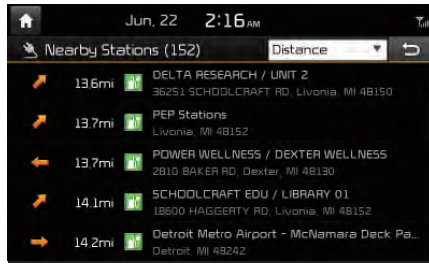 Jun, 22 2:16 AM
Nearby Stations (152) Distance
13.6mi DELTA RESEARCH / UNIT 2
36251 SCHOOLCRAFT RD, Livonia, MI 48150
13.7mi PEP Stations
Livonia, MI 48152
13.7mi POWER WELLNESS / DEXTER WELLNESS
2810 BAKER RD, Dexter, MI 48130
14.1mi SCHOOLCRAFT EDU / LIBRARY 01
18600 HAGGERTY RD, Livonia, MI 48152
14.2mi Detroit Metro Airport - McNamara Deck Pa...
Detroit, MI 48242